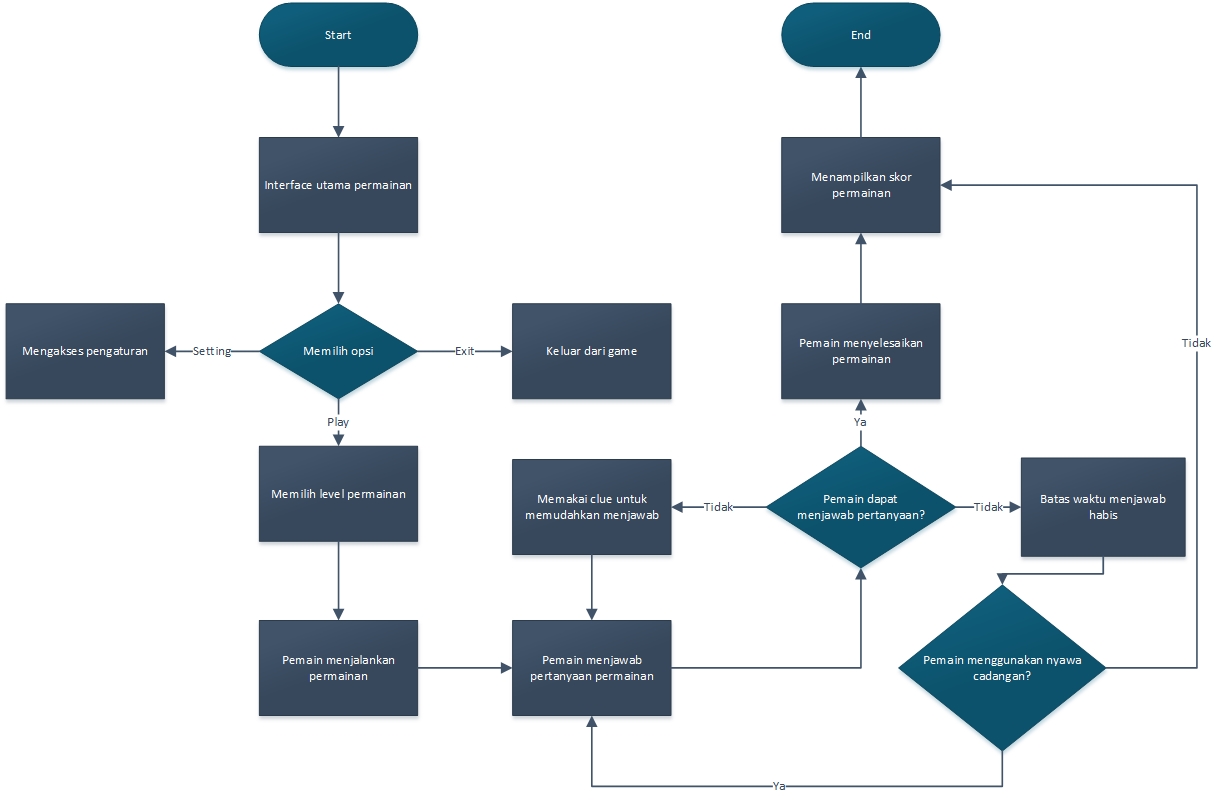 Start
End
Interface utama permainan
Menampilkan skor
permainan
Mengakses pengaturan
Setting
Memilih opsi
Exit
Keluar dari game
Pemain menyelesaikan
permainan
Tidak
Play
Ya
Memilih level permainan
Memakai clue untuk
memudahkan menjawab
Tidak
Pemain dapat
menjawab pertanyaan?
Tidak
Batas waktu menjawab
habis
Pemain menjalankan
permainan
Pemain menjawab
pertanyaan permainan
Pemain menggunakan nyawa
cadangan?
Ya